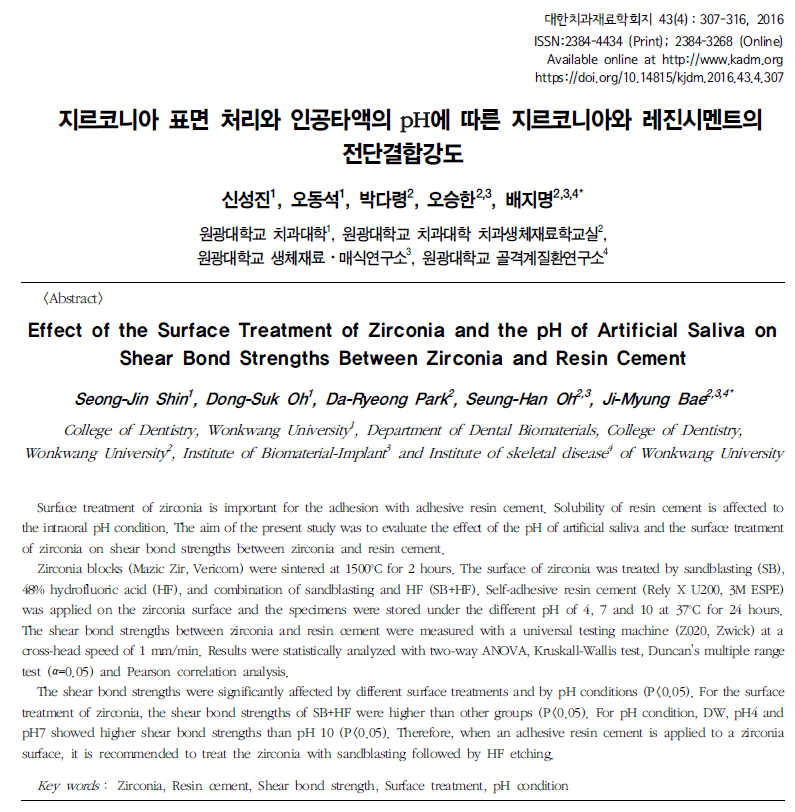 대한치과재료학회지 43(4) : 307-316, 2016
ISSN:2384-4434 (Print); 2384-3268 (Online)
Available online at http://www.kadm.org
https://doi.org/10.14815/kjdm.2016.43.4.307
지르코니아 표면 처리와 인공타액의 pH에 따른 지르코니아와 레진시멘트의
전단결합강도
신성진1, 오동석1, 박다령2, 오승한2,3, 배지명2,3,4*
원광대학교 치과대학1, 원광대학교 치과대학 치과생체재료학교실2,
원광대학교 생체재료・매식연구소3, 원광대학교 골격계질환연구소4
〈Abstract〉
Effect of the Surface Treatment of Zirconia and the pH of Artificial Saliva on
Shear Bond Strengths Between Zirconia and Resin Cement
Seong-Jin Shin1, Dong-Suk Oh1, Da-Ryeong Park2, Seung-Han Oh2,3, Ji-Myung Bae2,3,4*
College of Dentistry, Wonkwang University1, Department of Dental Biomaterials, College of Dentistry,
Wonkwang University2, Institute of Biomaterial-Implant3 and Institute of skeletal disease4 of Wonkwang University
Surface treatment of zirconia is important for the adhesion with adhesive resin cement. Solubility of resin cement is affected to
the intraoral pH condition. The aim of the present study was to evaluate the effect of the pH of artificial saliva and the surface treatment
of zirconia on shear bond strengths between zirconia and resin cement.
Zirconia blocks (Mazic Zir, Vericom) were sintered at 1500°C for 2 hours. The surface of zirconia was treated by sandblasting (SB),
48% hydrofluoric acid (HF), and combination of sandblasting and HF (SB+HF). Self-adhesive resin cement (Rely X U200, 3M ESPE)
was applied on the zirconia surface and the specimens were stored under the different pH of 4, 7 and 10 at 37°C for 24 hours.
The shear bond strengths between zirconia and resin cement were measured with a universal testing machine (Z020, Zwick) at a
cross-head speed of 1 mm/min. Results were statistically analyzed with two-way ANOVA, Kruskall-Wallis test, Duncan's multiple range
test (α=0.05) and Pearson correlation analysis.
The shear bond strengths were significantly affected by different surface treatments and by pH conditions (P〈0.05). For the surface
treatment of zirconia, the shear bond strengths of SB+HF were higher than other groups (P〈0.05). For pH condition, DW, pH4 and
pH7 showed higher shear bond strengths than pH 10 (P〈0.05). Therefore, when an adhesive resin cement is applied to a zirconia
surface, it is recommended to treat the zirconia with sandblasting followed by HF etching.
Key words : Zirconia, Resin cement, Shear bond strength, Surface treatment, pH condition